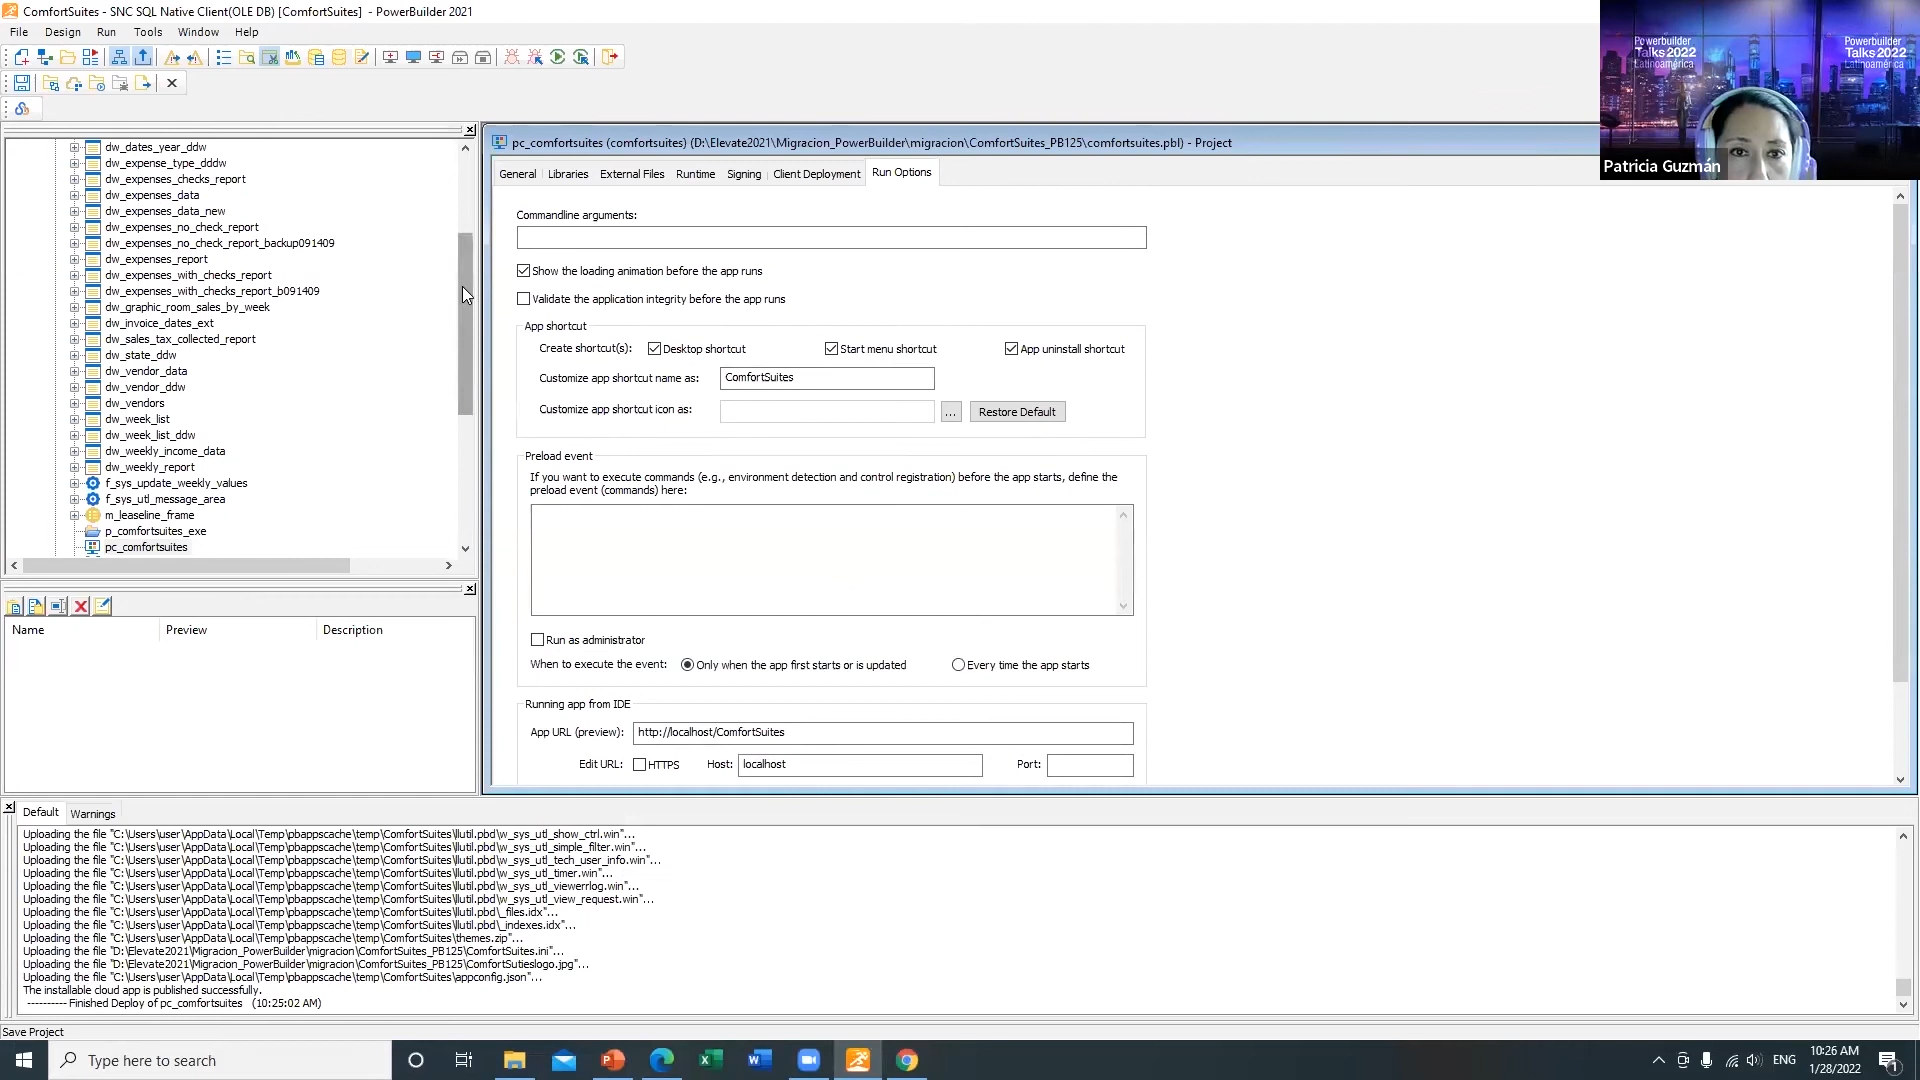 ComfortSuites - SNC SQL Native Client(OLE DB) [ComfortSuites] - PowerBuilder 2021
File Design Run Tools Window Help
Powerbuilder Talks 2022 Latinoamérica
Powerbuilder Talks 2022 Latinoamérica
Patricia Guzmán
dw_dates_year_ddw
dw_expense_type_dddw
dw_expenses_checks_report
dw_expenses_data
dw_expenses_data_new
dw_expenses_no_check_report
dw_expenses_no_check_report_backup091409
dw_expenses_report
dw_expenses_with_checks_report
dw_expenses_with_checks_report_b091409
dw_graphic_room_sales_by_week
dw_invoice_dates_ext
dw_sales_tax_collected_report
dw_state_ddw
dw_vendor_data
dw_vendor_ddw
dw_vendors
dw_week_list
dw_week_list_ddw
dw_weekly_income_data
dw_weekly_report
f_sys_update_weekly_values
f_sys_utl_message_area
m_leaseline_frame
p_comfortsuites_exe
pc_comfortsuites
Name Preview Description
pc_comfortsuites (comfortsuites) (D:\Elevate2021\Migracion_PowerBuilder\migracion\ComfortSuites_PB125\comfortsuites.pbl) - Project
General Libraries External Files Runtime Signing Client Deployment Run Options
Commandline arguments:
Show the loading animation before the app runs
Validate the application integrity before the app runs
App shortcut
Create shortcut(s): Desktop shortcut Start menu shortcut App uninstall shortcut
Customize app shortcut name as: ComfortSuites
Customize app shortcut icon as: ... Restore Default
Preload event
If you want to execute commands (e.g., environment detection and control registration) before the app starts, define the
preload event (commands) here:
Run as administrator
When to execute the event: Only when the app first starts or is updated Every time the app starts
Running app from IDE
App URL (preview): http://localhost/ComfortSuites
Edit URL: HTTPS Host: localhost Port:
Default Warnings
Uploading the file "C:\Users\user\AppData\Local\Temp\pbappscache\temp\ComfortSuites\llutil.pbd\w_sys_utl_show_ctrl.win"...
Uploading the file "C:\Users\user\AppData\Local\Temp\pbappscache\temp\ComfortSuites\llutil.pbd\w_sys_utl_simple_filter.win"...
Uploading the file "C:\Users\user\AppData\Local\Temp\pbappscache\temp\ComfortSuites\llutil.pbd\w_sys_utl_tech_user_info.win"...
Uploading the file "C:\Users\user\AppData\Local\Temp\pbappscache\temp\ComfortSuites\llutil.pbd\w_sys_utl_timer.win"...
Uploading the file "C:\Users\user\AppData\Local\Temp\pbappscache\temp\ComfortSuites\llutil.pbd\w_sys_utl_viewerrlog.win"...
Uploading the file "C:\Users\user\AppData\Local\Temp\pbappscache\temp\ComfortSuites\llutil.pbd\w_sys_utl_view_request.win"...
Uploading the file "C:\Users\user\AppData\Local\Temp\pbappscache\temp\ComfortSuites\llutil.pbd\_files.idx"...
Uploading the file "C:\Users\user\AppData\Local\Temp\pbappscache\temp\ComfortSuites\llutil.pbd\_indexes.idx"...
Uploading the file "C:\Users\user\AppData\Local\Temp\pbappscache\temp\ComfortSuites\themes.zip"...
Uploading the file "D:\Elevate2021\Migracion_PowerBuilder\migracion\ComfortSuites_PB125\ComfortSuites.ini"...
Uploading the file "D:\Elevate2021\Migracion_PowerBuilder\migracion\ComfortSuites_PB125\ComfortSutieslogo.jpg"...
Uploading the file "C:\Users\user\AppData\Local\Temp\pbappscache\temp\ComfortSuites\appconfig.json"...
The installable cloud app is published successfully.
---------- Finished Deploy of pc_comfortsuites (10:25:02 AM)
Save Project
Type here to search
ENG
10:26 AM
1/28/2022
1